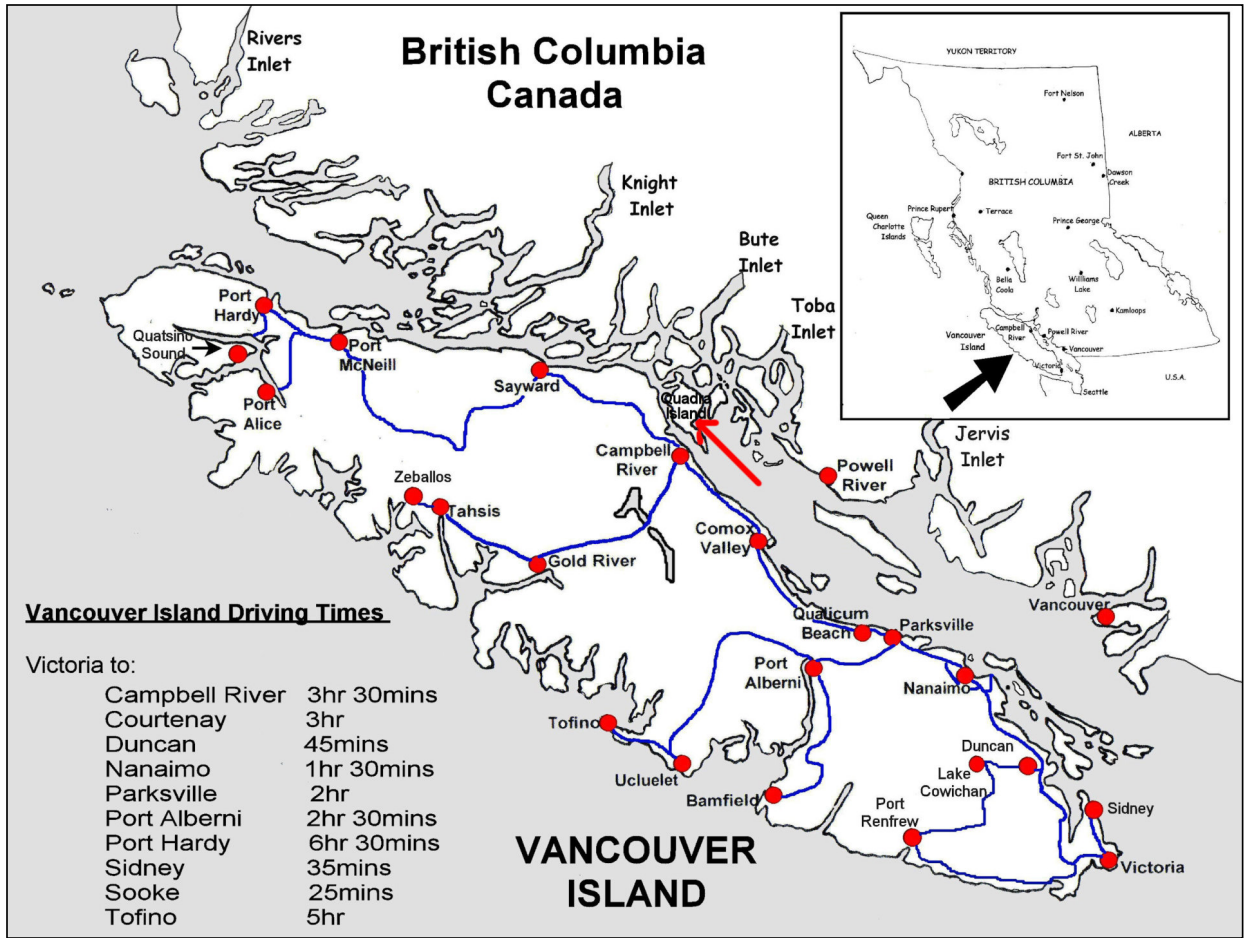 British Columbia
Canada
Rivers
Inlet
Knight
Inlet
Bute
Inlet
Toba
Inlet
Jervis
Inlet
Port
Hardy
Quatsino
Sound
Port
McNeill
Port
Alice
Sayward
Quadra
Island
Campbell
River
Powell
River
Zeballos
Tahsis
Gold River
Comox
Valley
Qualicum
Beach
Parksville
Vancouver
Port
Alberni
Nanaimo
Tofino
Ucluelet
Bamfield
Duncan
Lake
Cowichan
Port
Renfrew
Sidney
Victoria
VANCOUVER
ISLAND
Vancouver Island Driving Times
Victoria to:
Campbell River 3hr 30mins
Courtenay 3hr
Duncan 45mins
Nanaimo 1hr 30mins
Parksville 2hr
Port Alberni 2hr 30mins
Port Hardy 6hr 30mins
Sidney 35mins
Sooke 25mins
Tofino 5hr
YUKON TERRITORY
Fort Nelson
ALBERTA
Fort St. John
Dawson
Creek
BRITISH COLUMBIA
Prince Rupert
Terrace
Queen
Charlotte
Islands
Prince George
Bella
Coola
Willliams
Lake
Kamloops
Campbell
River
Powell River
Vancouver
Island
Vancouver
Victoria
U.S.A.
Seattle